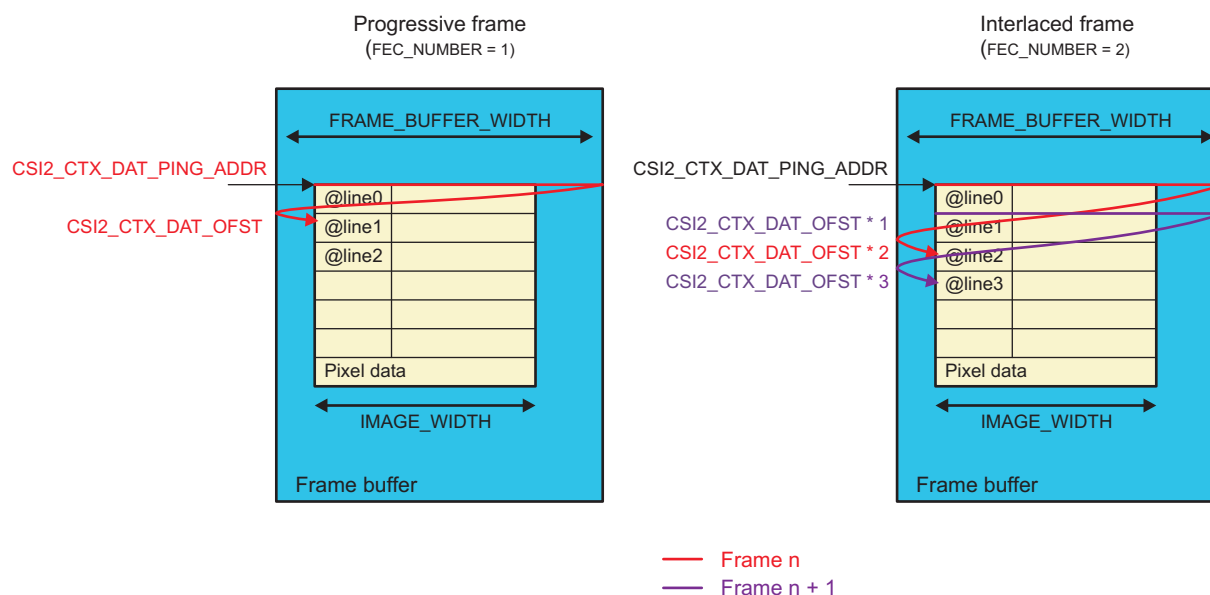 Progressive frame
(FEC_NUMBER = 1)
FRAME_BUFFER_WIDTH
CSI2_CTX_DAT_PING_ADDR
@line0
CSI2_CTX_DAT_OFST
@line1
@line2
Pixel data
IMAGE_WIDTH
Frame buffer
Interlaced frame
(FEC_NUMBER = 2)
FRAME_BUFFER_WIDTH
CSI2_CTX_DAT_PING_ADDR
@line0
CSI2_CTX_DAT_OFST * 1
@line1
CSI2_CTX_DAT_OFST * 2
@line2
CSI2_CTX_DAT_OFST * 3
@line3
Pixel data
IMAGE_WIDTH
Frame buffer
Frame n
Frame n + 1